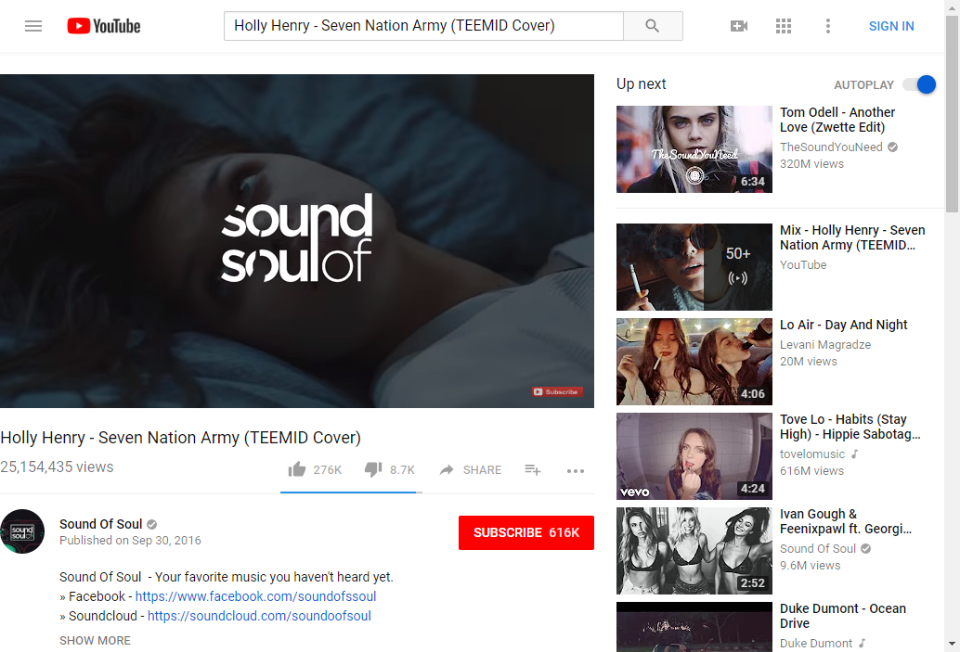 YouTube
Holly Henry - Seven Nation Army (TEEMID Cover)
SIGN IN
sound
soulof
Subscribe
Holly Henry - Seven Nation Army (TEEMID Cover)
25,154,435 views
276K
8.7K
SHARE
Sound Of Soul
Published on Sep 30, 2016
SUBSCRIBE 616K
Sound Of Soul - Your favorite music you haven't heard yet.
» Facebook - https://www.facebook.com/soundofssoul
» Soundcloud - https://soundcloud.com/soundoofsoul
SHOW MORE
Up next
AUTOPLAY
TheSoundYouNeed
6:34
Tom Odell - Another
Love (Zwette Edit)
TheSoundYouNeed
320M views
50+
Mix - Holly Henry - Seven
Nation Army (TEEMID...
YouTube
4:06
Lo Air - Day And Night
Levani Magradze
20M views
vevo
4:24
Tove Lo - Habits (Stay
High) - Hippie Sabotag...
tovelomusic
616M views
2:52
Ivan Gough &
Feenixpawl ft. Georgi...
Sound Of Soul
9.6M views
Duke Dumont - Ocean
Drive
Duke Dumont